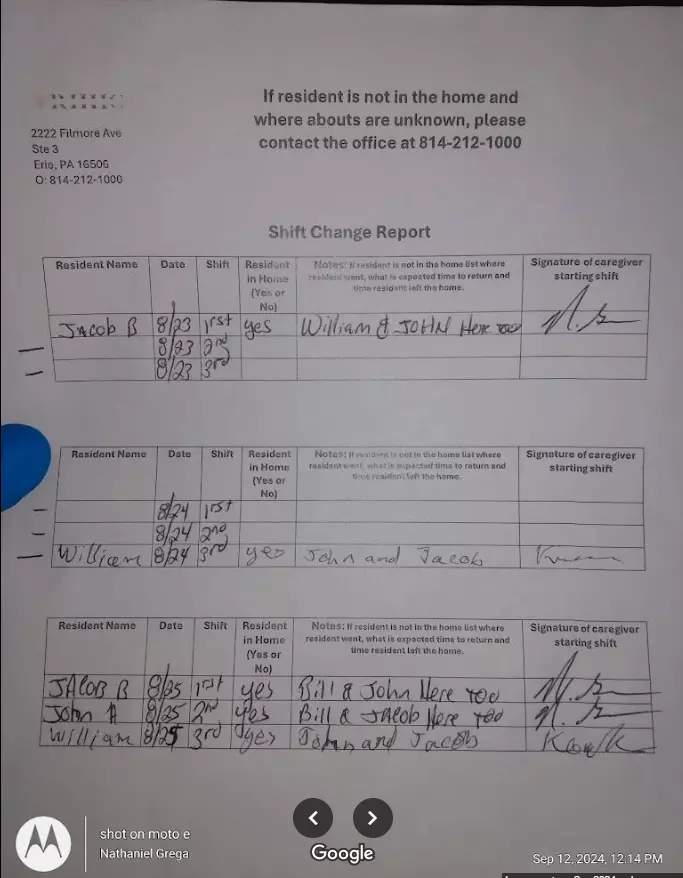 If resident is not in the home and
where abouts are unknown, please
contact the office at 814-212-1000
2222 Filmore Ave
Ste 3
Erie, PA 16506
O: 814-212-1000
Shift Change Report
Resident Name Date Shift Resident in Home (Yes or No) Notes: If resident is not in the home list where resident went, what is expected time to return and time resident left the home. Signature of caregiver starting shift
Jacob B 8/23 1rst yes William & JOHN Here too
8/23 2nd
8/23 3rd
Resident Name Date Shift Resident in Home (Yes or No) Notes: If resident is not in the home list where resident went, what is expected time to return and time resident left the home. Signature of caregiver starting shift
8/24 1rst
8/24 2nd
William 8/24 3rd yes John and Jacob
Resident Name Date Shift Resident in Home (Yes or No) Notes: If resident is not in the home list where resident went, what is expected time to return and time resident left the home. Signature of caregiver starting shift
JAcoB B 8/25 1rst yes Bill & John Here too
John A 8/25 2nd yes Bill & JAcob Here too
William 8/25 3rd yes John and Jacob
shot on moto e
Nathaniel Grega
Google
Sep 12, 2024, 12:14 PM